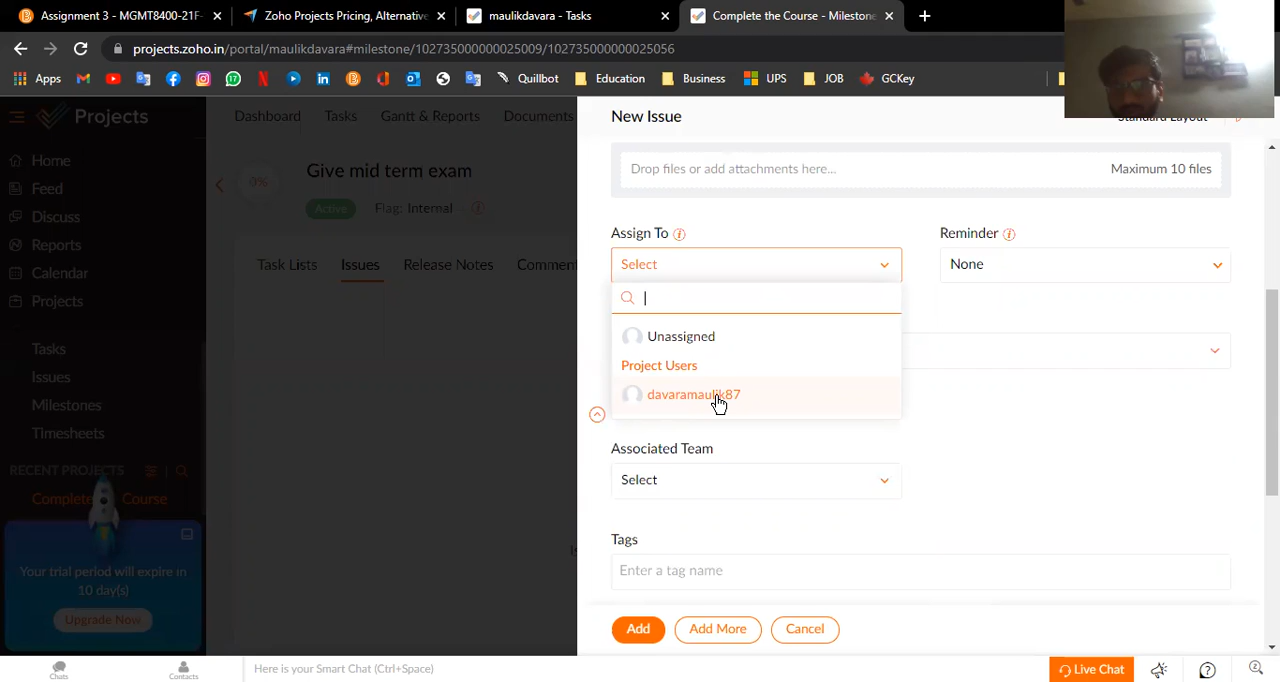 Assignment 3 - MGMT8400-21F-
Zoho Projects Pricing, Alternative
maulikdavara - Tasks
Complete the Course - Milestone
projects.zoho.in/portal/maulikdavara#milestone/102735000000025009/102735000000025056
Apps
Quillbot
Education
Business
UPS
JOB
GCKey
Projects
Dashboard
Tasks
Gantt & Reports
Documents
New Issue
Standard Layout
Home
Feed
Discuss
Reports
Calendar
Projects
Tasks
Issues
Milestones
Timesheets
RECENT PROJECTS
Complete Course
Your trial period will expire in
10 day(s)
Upgrade Now
0%
Give mid term exam
Active
Flag: Internal
Task Lists
Issues
Release Notes
Comment
Drop files or add attachments here...
Maximum 10 files
Assign To
Reminder
Select
None
Unassigned
Project Users
davaramaulik87
Associated Team
Select
Tags
Enter a tag name
Add
Add More
Cancel
Chats
Contacts
Here is your Smart Chat (Ctrl+Space)
Live Chat